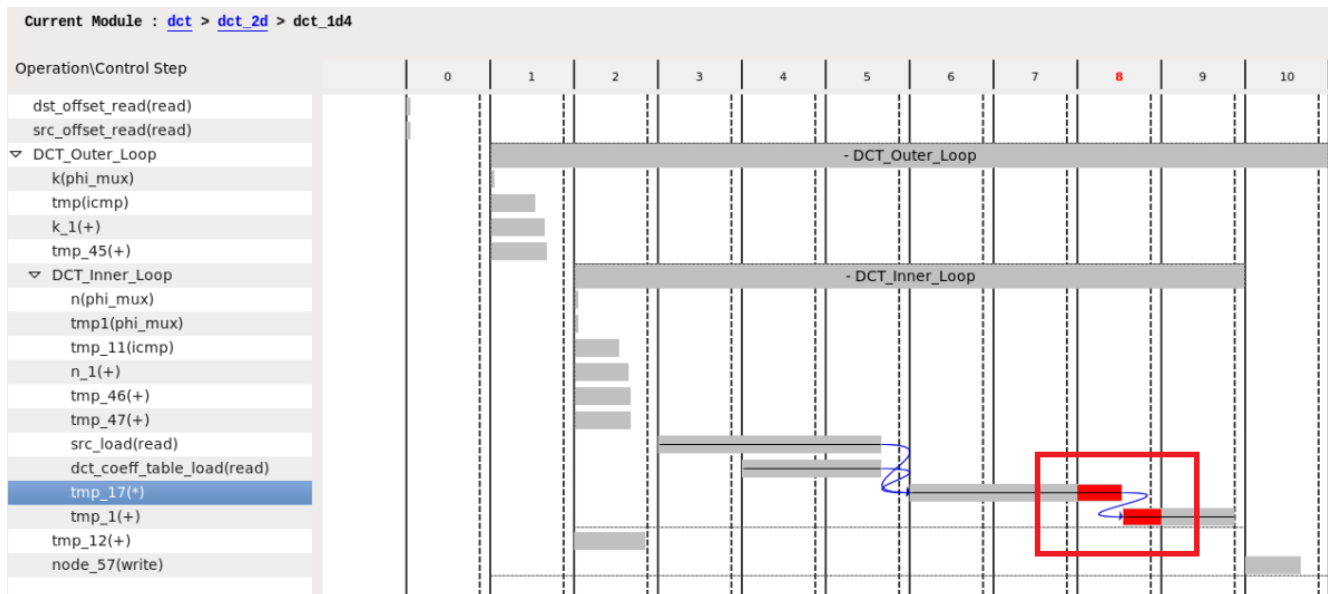 Current Module : dct > dct_2d > dct_1d4
Operation\Control Step 0 1 2 3 4 5 6 7 8 9 10
dst_offset_read(read)
src_offset_read(read)
DCT_Outer_Loop - DCT_Outer_Loop
k(phi_mux)
tmp(icmp)
k_1(+)
tmp_45(+)
DCT_Inner_Loop - DCT_Inner_Loop
n(phi_mux)
tmp1(phi_mux)
tmp_11(icmp)
n_1(+)
tmp_46(+)
tmp_47(+)
src_load(read)
dct_coeff_table_load(read)
tmp_17(*)
tmp_1(+)
tmp_12(+)
node_57(write)